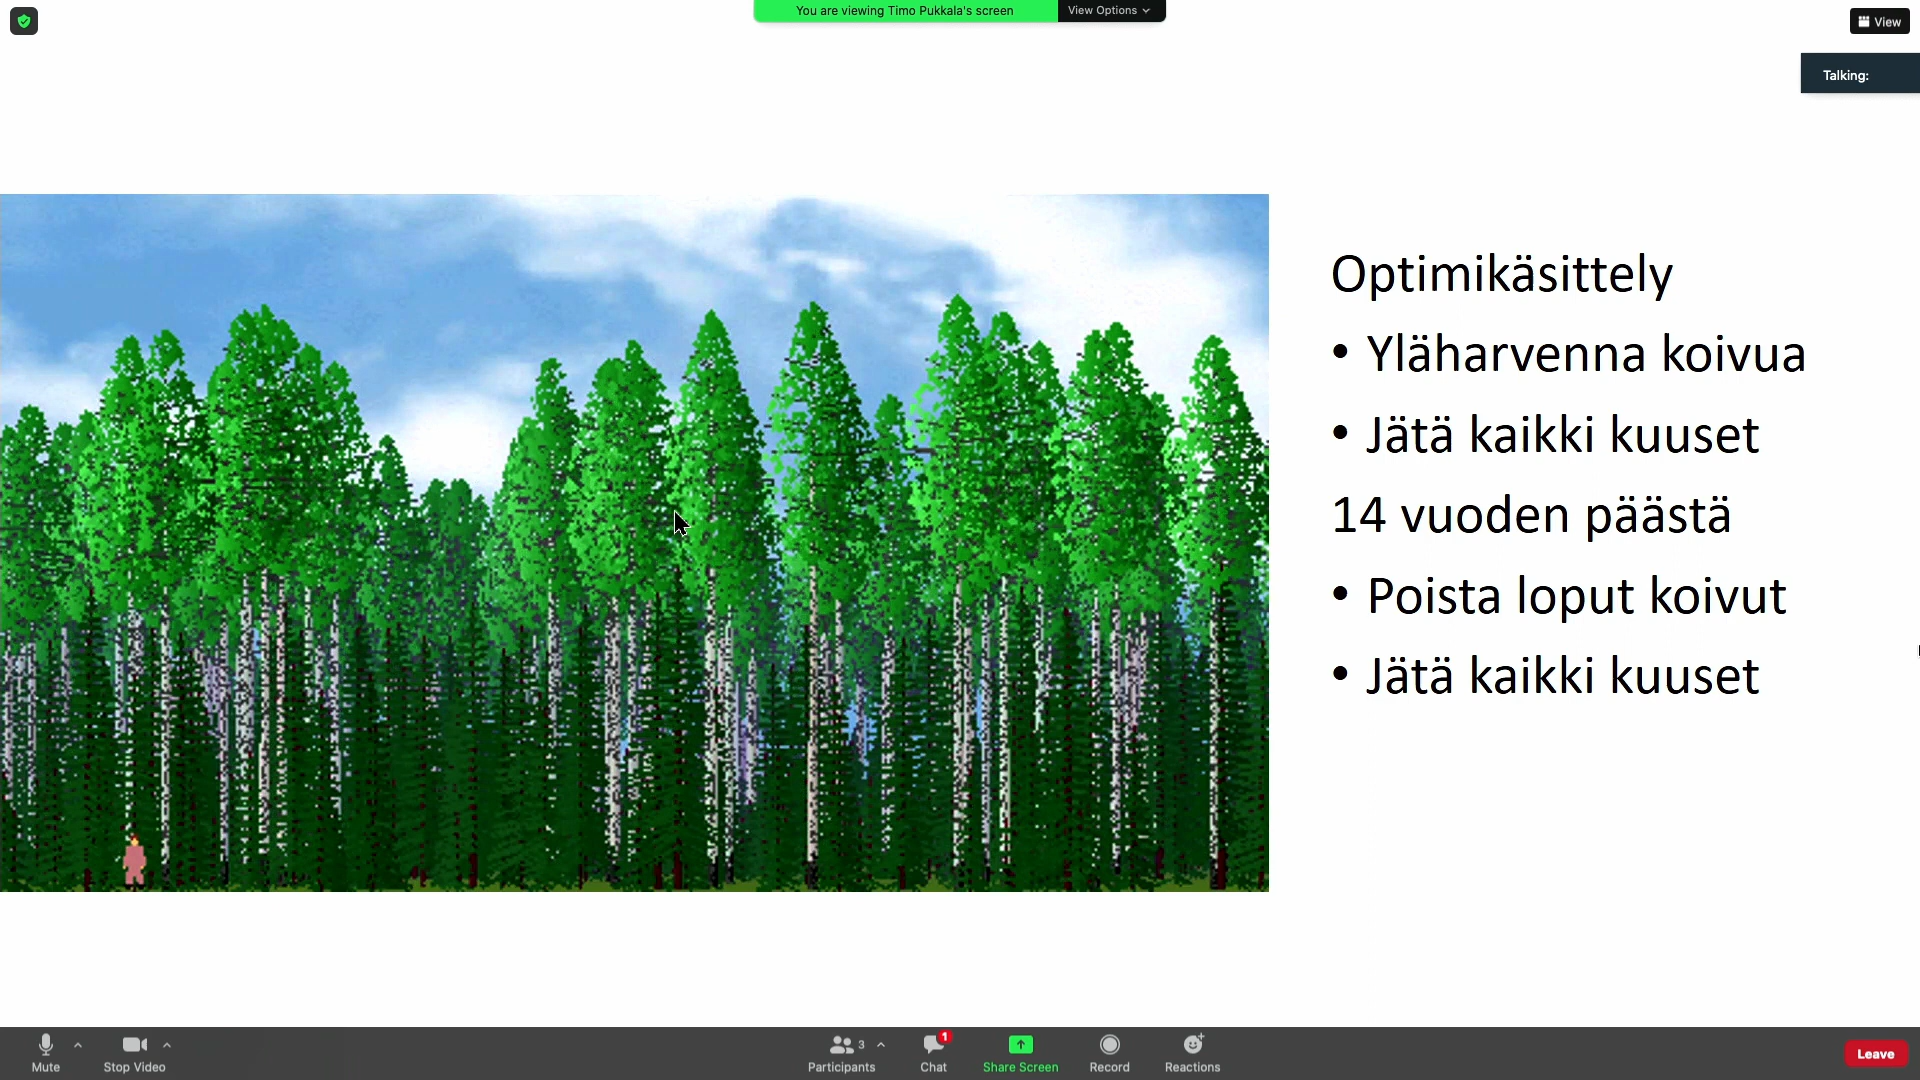 You are viewing Timo Pukkala's screen
View Options
View
Talking:
Optimikäsittely
• Yläharvenna koivua
• Jätä kaikki kuuset
14 vuoden päästä
• Poista loput koivut
• Jätä kaikki kuuset
Mute
Stop Video
3
Participants
1
Chat
Share Screen
Record
Reactions
Leave